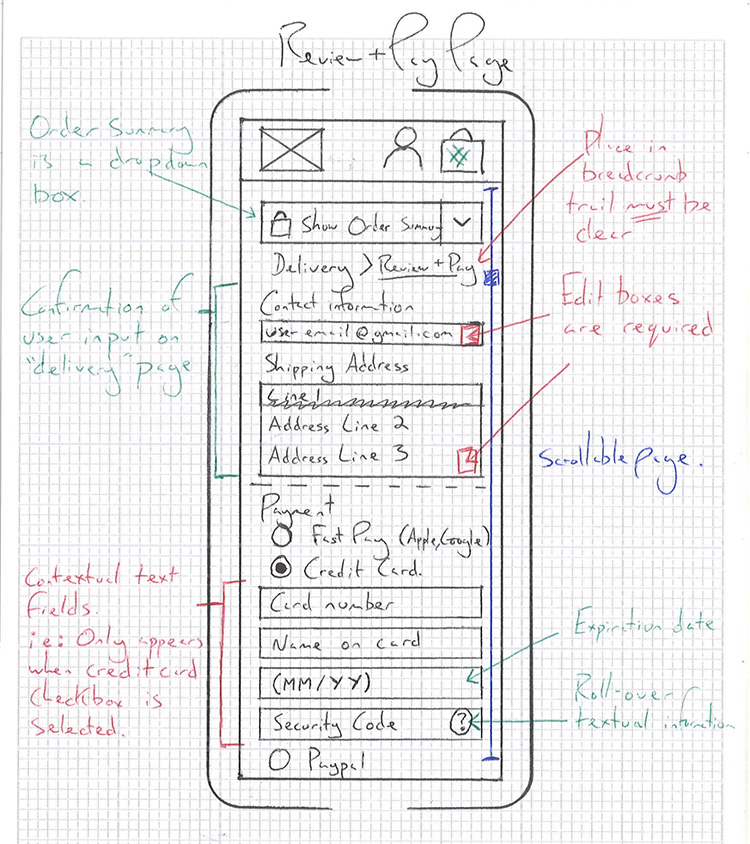 Review + Pay Page
Order Summary
is a dropdown
box.
Place in
breadcrumb
trail must be
clear
Show Order Summary
Delivery > Review + Pay
Contact information
user email@gmail.com
Edit boxes
are required
Confirmation of
user input on
"delivery" page
Shipping Address
Line 1
Address Line 2
Address Line 3
Scrollable page.
Payment
Fast Pay (Apple, Google)
Credit Card.
Contextual text
Fields.
ie: Only appears
when credit card
checkbox is
selected.
Card number
Name on card
(MM/YY)
Security Code ?
Expiration date
Roll-over
textual information
Paypal